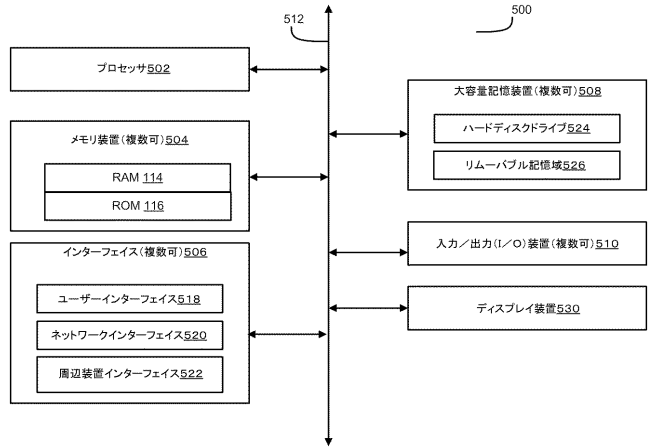 512
500
プロセッサ502
メモリ装置(複数可)504
RAM 114
ROM 116
インターフェイス(複数可)506
ユーザーインターフェイス518
ネットワークインターフェイス520
周辺装置インターフェイス522
大容量記憶装置(複数可)508
ハードディスクドライブ524
リムーバブル記憶域526
入力／出力(I／O)装置(複数可)510
ディスプレイ装置530